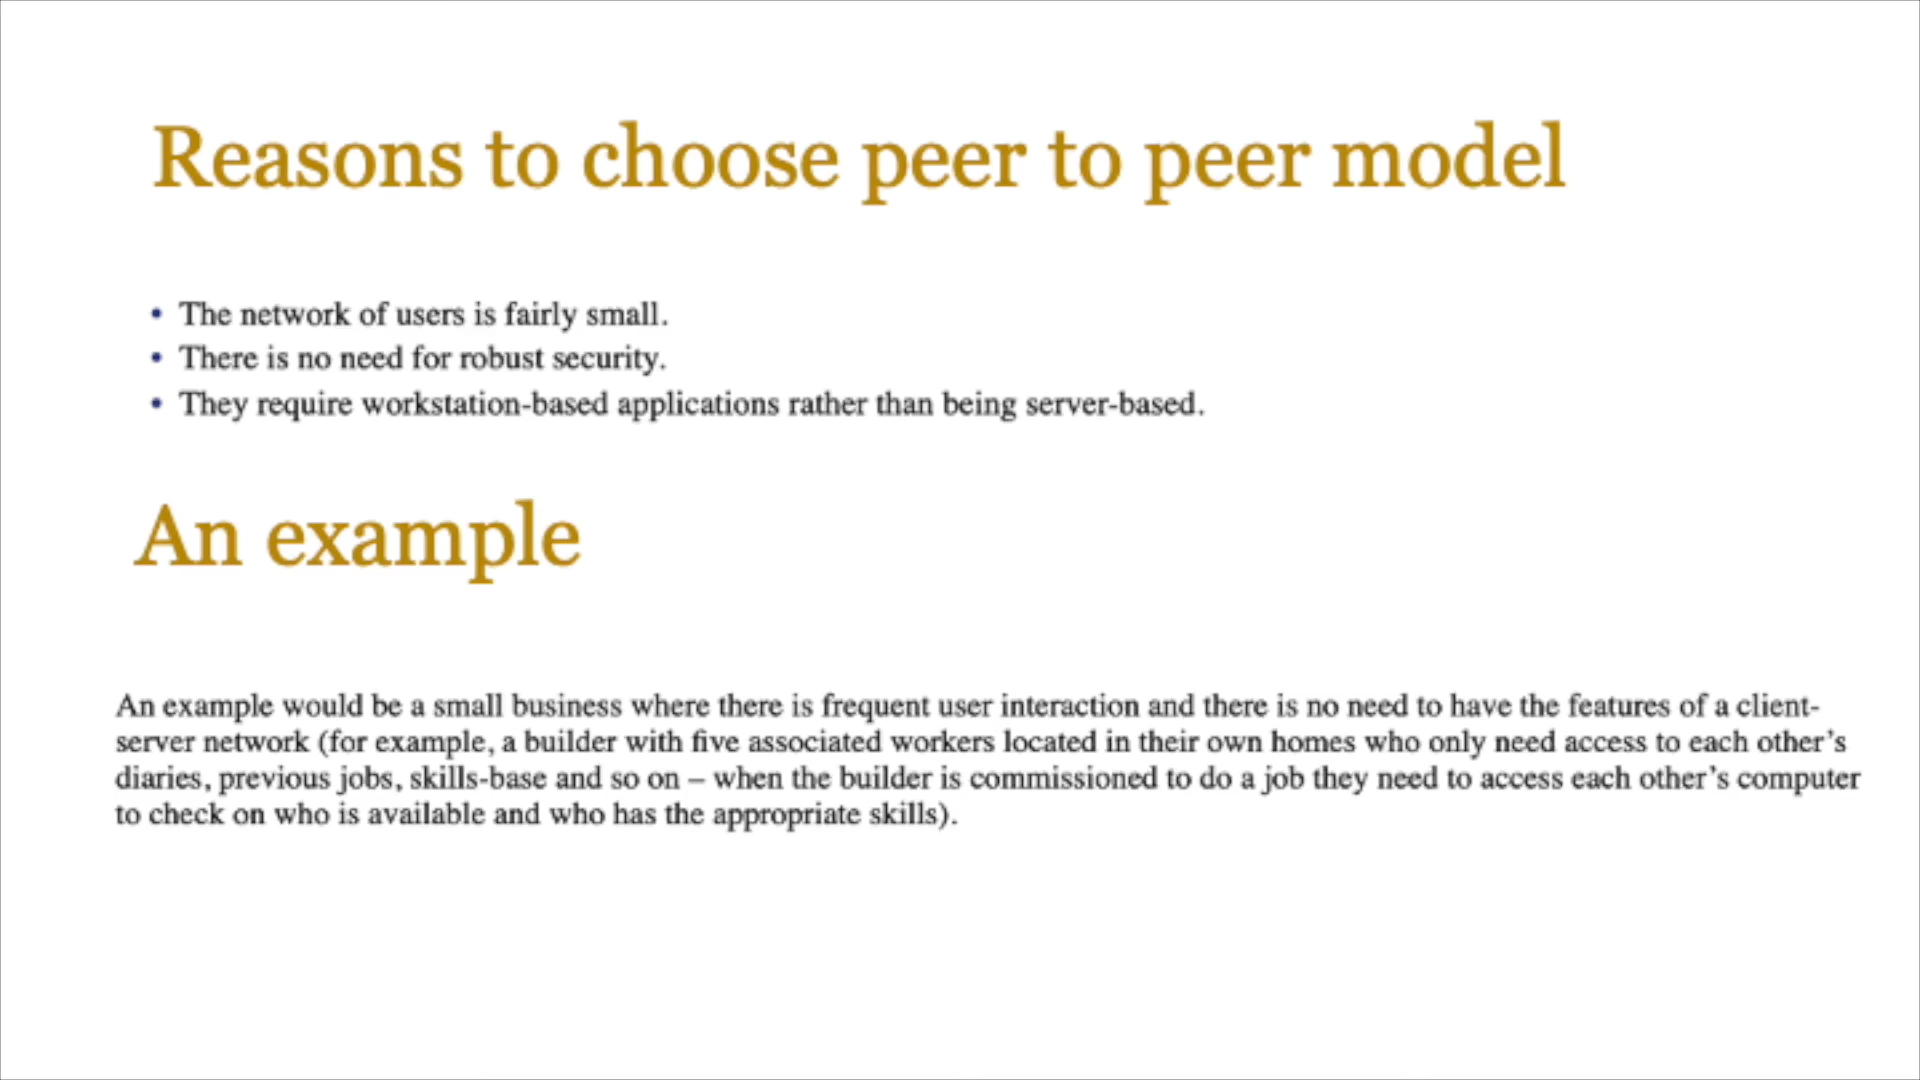 Reasons to choose peer to peer model
• The network of users is fairly small.
• There is no need for robust security.
• They require workstation-based applications rather than being server-based.
An example
An example would be a small business where there is frequent user interaction and there is no need to have the features of a client-
server network (for example, a builder with five associated workers located in their own homes who only need access to each other’s
diaries, previous jobs, skills-base and so on – when the builder is commissioned to do a job they need to access each other’s computer
to check on who is available and who has the appropriate skills).